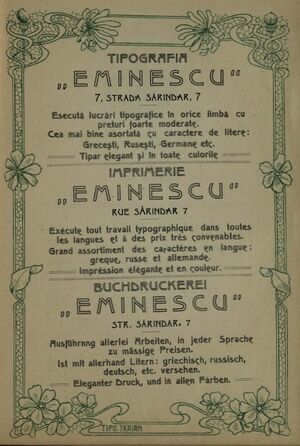 TIPOGRAFIA
„EMINESCU"
7, STRADA SĂRINDAR, 7
Esecută lucrări tipografice în orice limbă cu
prețuri foarte moderate.
Cea mai bine asortată cu caractere de litere:
Grecești, Rusești, Germane etc.
Tipar elegant și în toate culorile
IMPRIMERIE
„EMINESCU"
RUE SĂRINDAR 7
Exécute tout travail typographique dans toutes
les langues et à des prix très convenables.
Grand assortiment des caractères en langue:
greque, russe et allemande.
Impréssion élégante et en couleur.
BUCHDRUCKEREI
„EMINESCU"
STR. SĂRINDAR, 7
Ausführnng allerlei Arbeiten, in jeder Sprache
zu mässige Preisen.
Ist mit allerhand Litern: griechisch, russisch,
deutsch, etc. versehen.
Eleganter Druck, und in allen Farben.
TIPO. TRAIAN